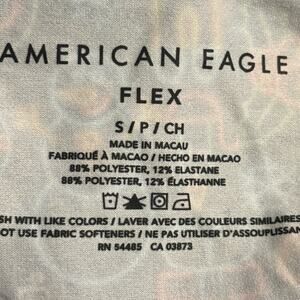 AMERICAN EAGLE
FLEX
S / P / CH
MADE IN MACAU
FABRIQUÉ À MACAO / HECHO EN MACAO
88% POLYESTER, 12% ELASTANE
88% POLYESTER, 12% ÉLASTHANNE
WITH LIKE COLORS / LAVER AVEC DES COULEURS SIMILAIRES
USE FABRIC SOFTENERS / NE PAS UTILISER
RN 54485 CA 03873